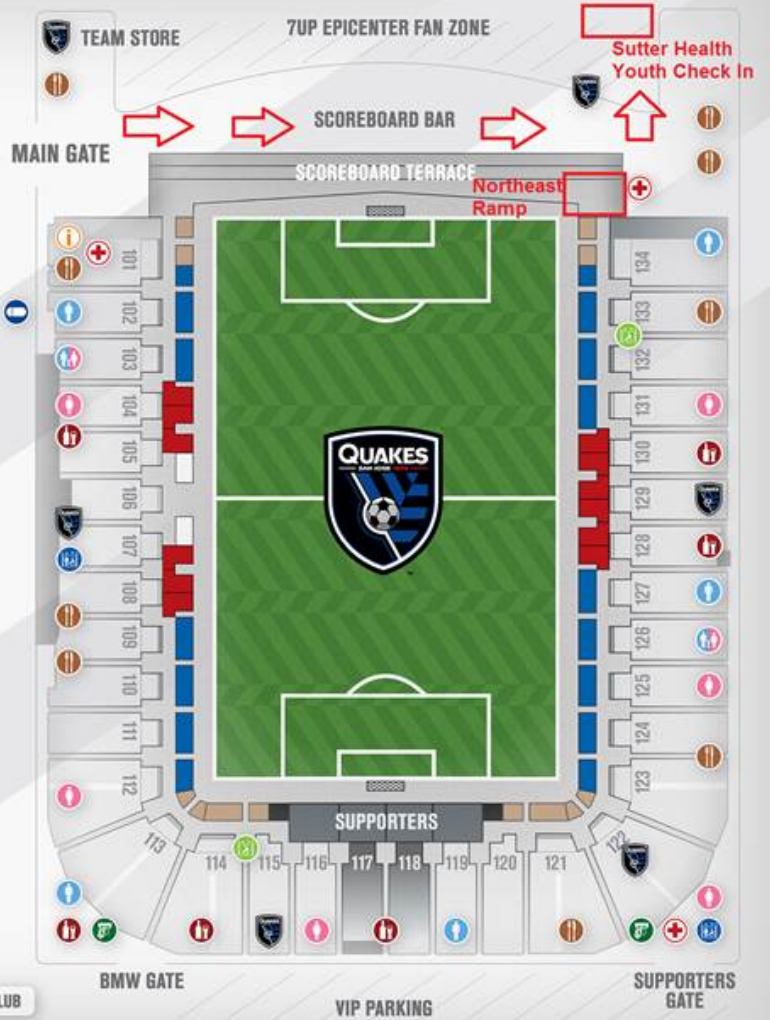 TEAM STORE
7UP EPICENTER FAN ZONE
Sutter Health
Youth Check In
SCOREBOARD BAR
MAIN GATE
SCOREBOARD TERRACE
Northeast
Ramp
101
102
103
104
105
106
107
108
109
110
111
112
113
114
115
116
117
118
119
120
121
122
123
124
125
126
127
128
129
130
131
132
133
134
QUAKES
SAN JOSE 1974
SUPPORTERS
BMW GATE
SUPPORTERS
GATE
VIP PARKING
LUB